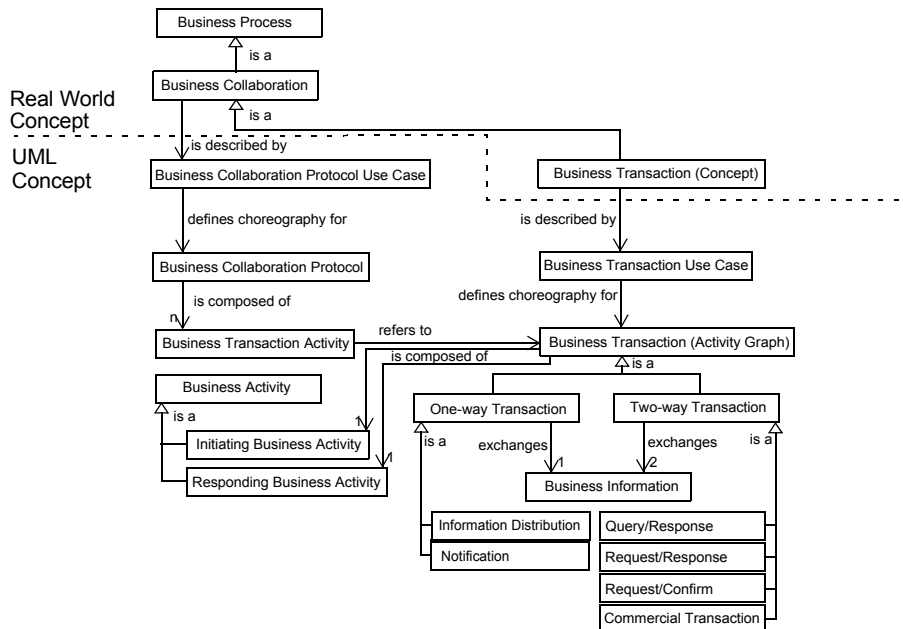 Business Process
is a
Business Collaboration
Real World
Concept
is a
is described by
UML
Concept
Business Collaboration Protocol Use Case
Business Transaction (Concept)
defines choreography for
is described by
Business Collaboration Protocol
Business Transaction Use Case
is composed of
defines choreography for
n
Business Transaction Activity
refers to
Business Transaction (Activity Graph)
is composed of
is a
Business Activity
is a
One-way Transaction
Two-way Transaction
1
Initiating Business Activity
is a
exchanges
exchanges
is a
1
1
2
Responding Business Activity
Business Information
Information Distribution
Query/Response
Notification
Request/Response
Request/Confirm
Commercial Transaction